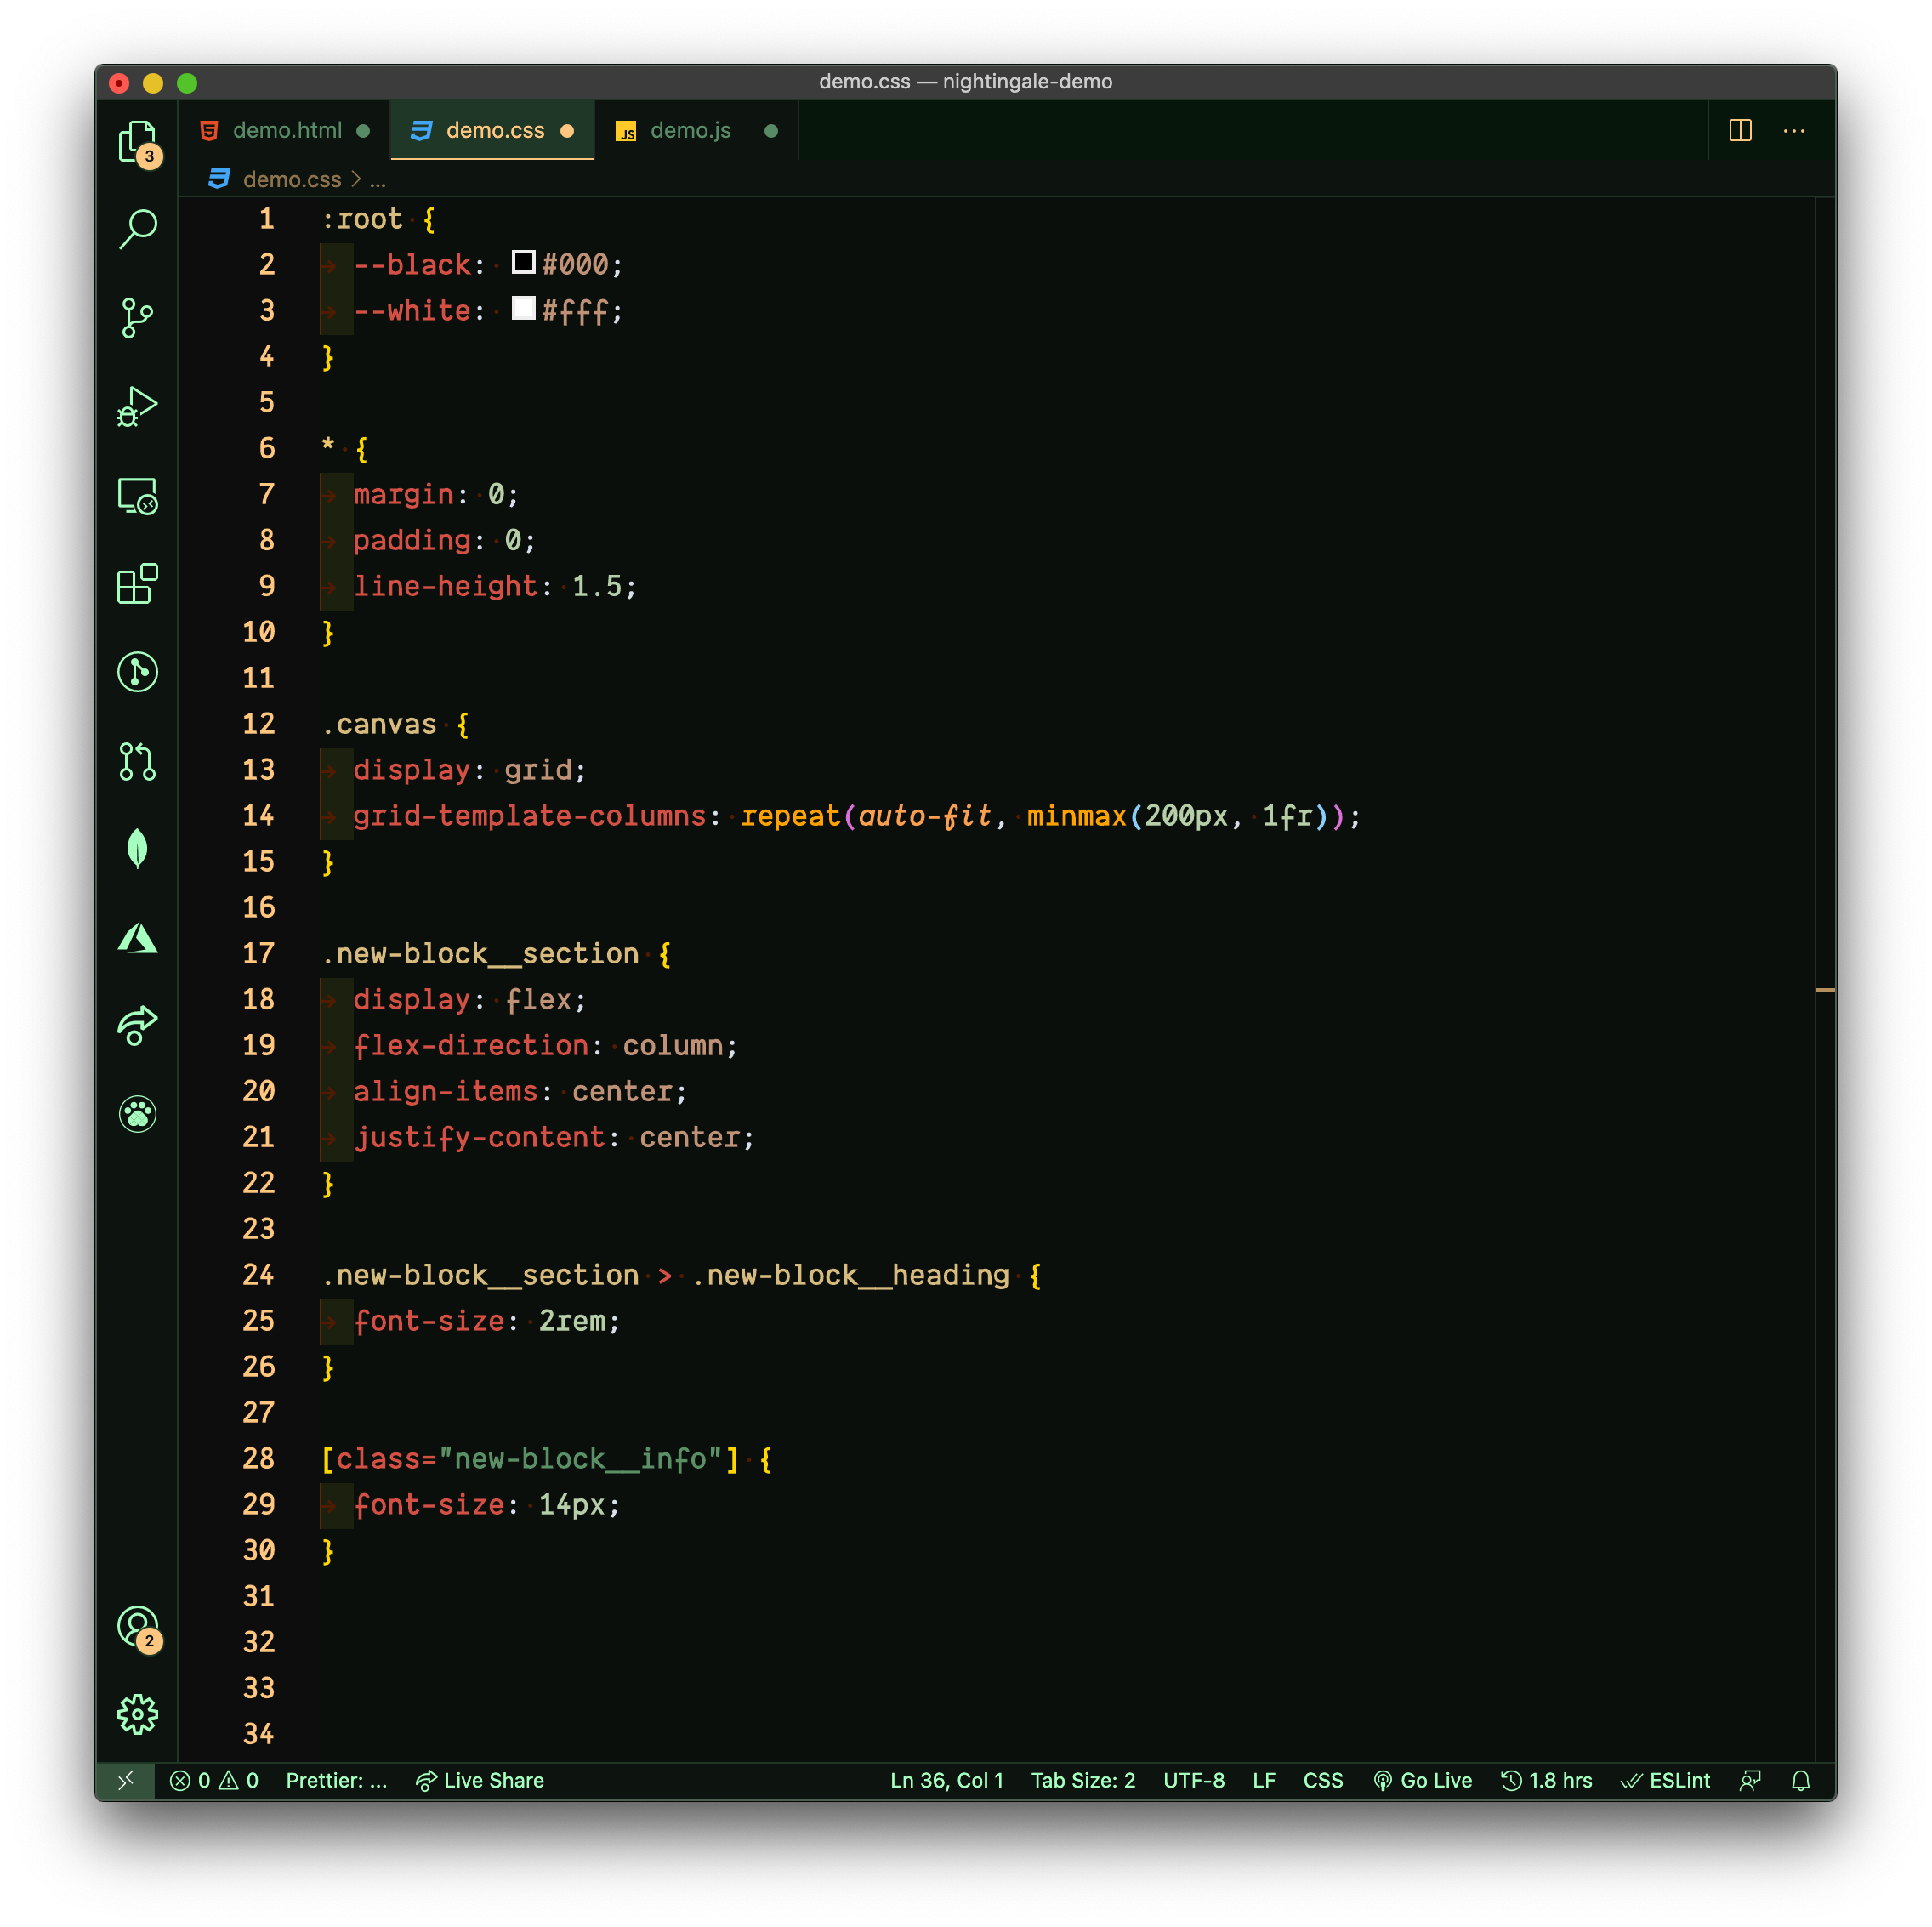 demo.css — nightingale-demo
demo.html demo.css JS demo.js
3
demo.css > ...
1 :root {
2 --black: #000;
3 --white: #fff;
4 }
5
6 * {
7 margin: 0;
8 padding: 0;
9 line-height: 1.5;
10 }
11
12 .canvas {
13 display: grid;
14 grid-template-columns: repeat(auto-fit, minmax(200px, 1fr));
15 }
16
17 .new-block__section {
18 display: flex;
19 flex-direction: column;
20 align-items: center;
21 justify-content: center;
22 }
23
24 .new-block__section > .new-block__heading {
25 font-size: 2rem;
26 }
27
28 [class="new-block__info"] {
29 font-size: 14px;
30 }
31
32
33
34
2
0 0 Prettier: ... Live Share Ln 36, Col 1 Tab Size: 2 UTF-8 LF CSS Go Live 1.8 hrs ESLint